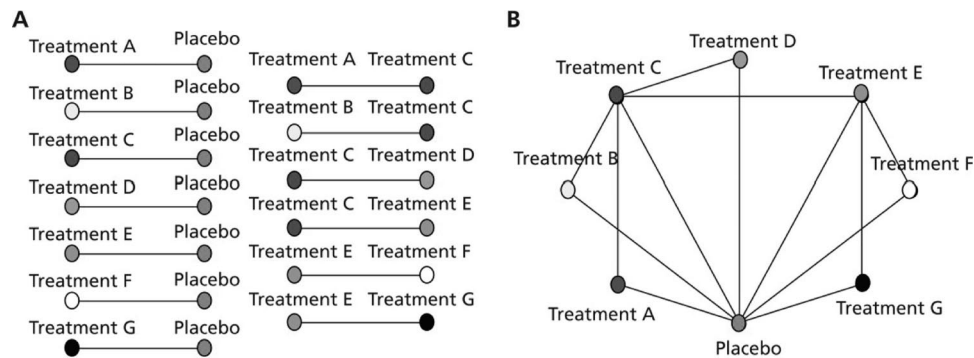 A
Treatment A Placebo
Treatment B Placebo
Treatment C Placebo
Treatment D Placebo
Treatment E Placebo
Treatment F Placebo
Treatment G Placebo
Treatment A Treatment C
Treatment B Treatment C
Treatment C Treatment D
Treatment C Treatment E
Treatment E Treatment F
Treatment E Treatment G
B
Treatment D
Treatment C
Treatment E
Treatment B
Treatment F
Treatment A
Treatment G
Placebo